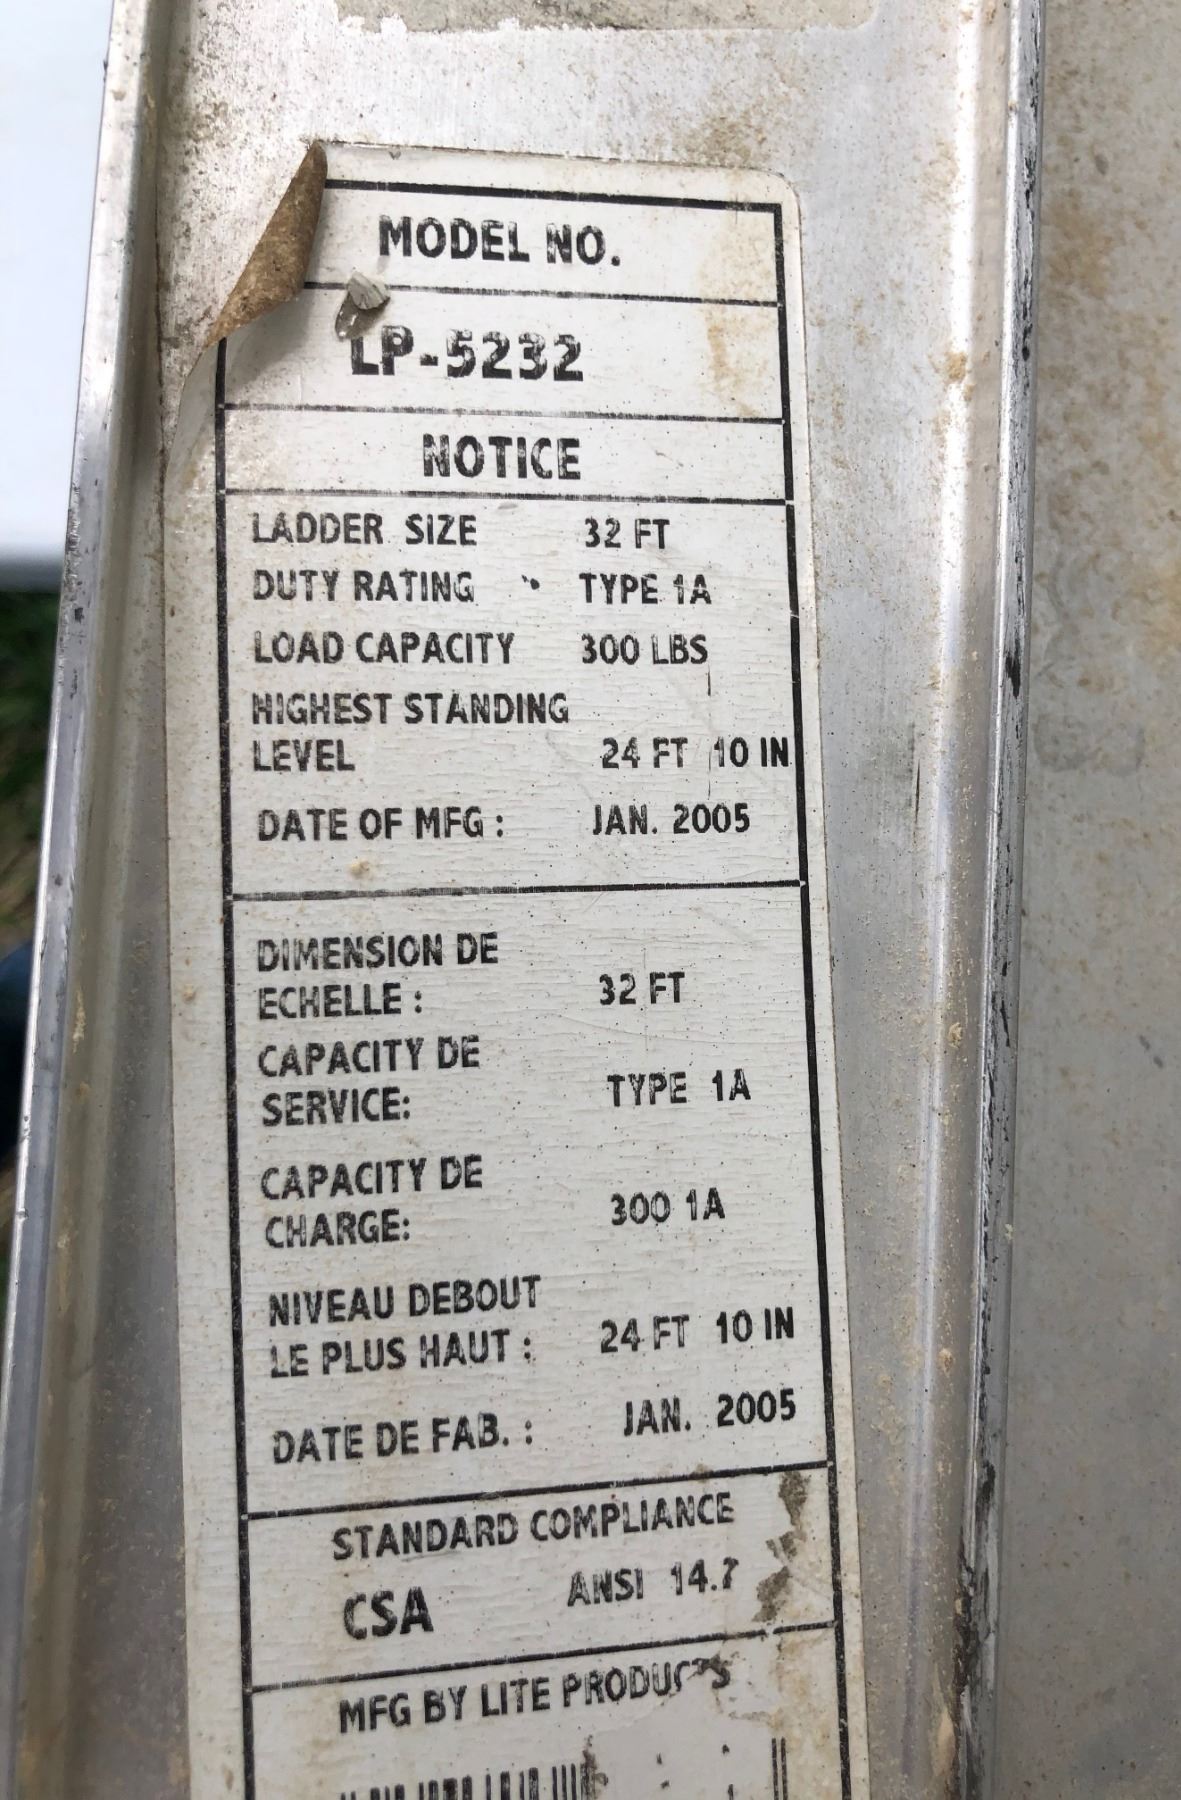 MODEL NO.
LP-5232
NOTICE
LADDER SIZE 32 FT
DUTY RATING TYPE 1A
LOAD CAPACITY 300 LBS
HIGHEST STANDING
LEVEL 24 FT 10 IN
DATE OF MFG : JAN. 2005
DIMENSION DE
ECHELLE : 32 FT
CAPACITY DE
SERVICE: TYPE 1A
CAPACITY DE
CHARGE: 300 1A
NIVEAU DEBOUT
LE PLUS HAUT : 24 FT 10 IN
DATE DE FAB. : JAN. 2005
STANDARD COMPLIANCE
CSA ANSI 14.2
MFG BY LITE PRODUCTS